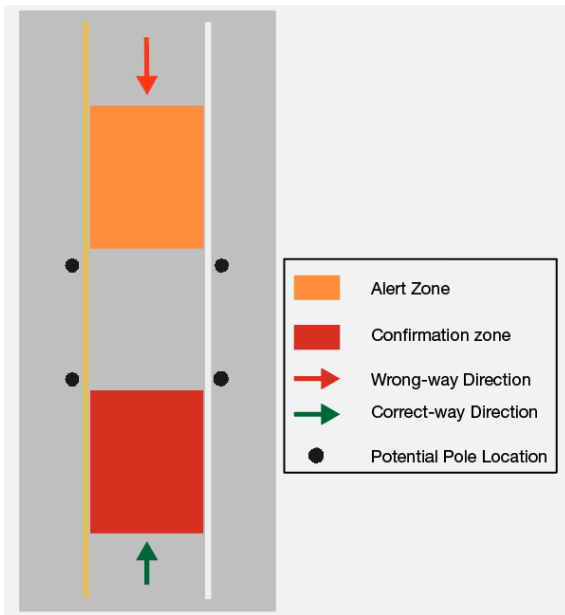 Alert Zone
Confirmation zone
Wrong-way Direction
Correct-way Direction
Potential Pole Location